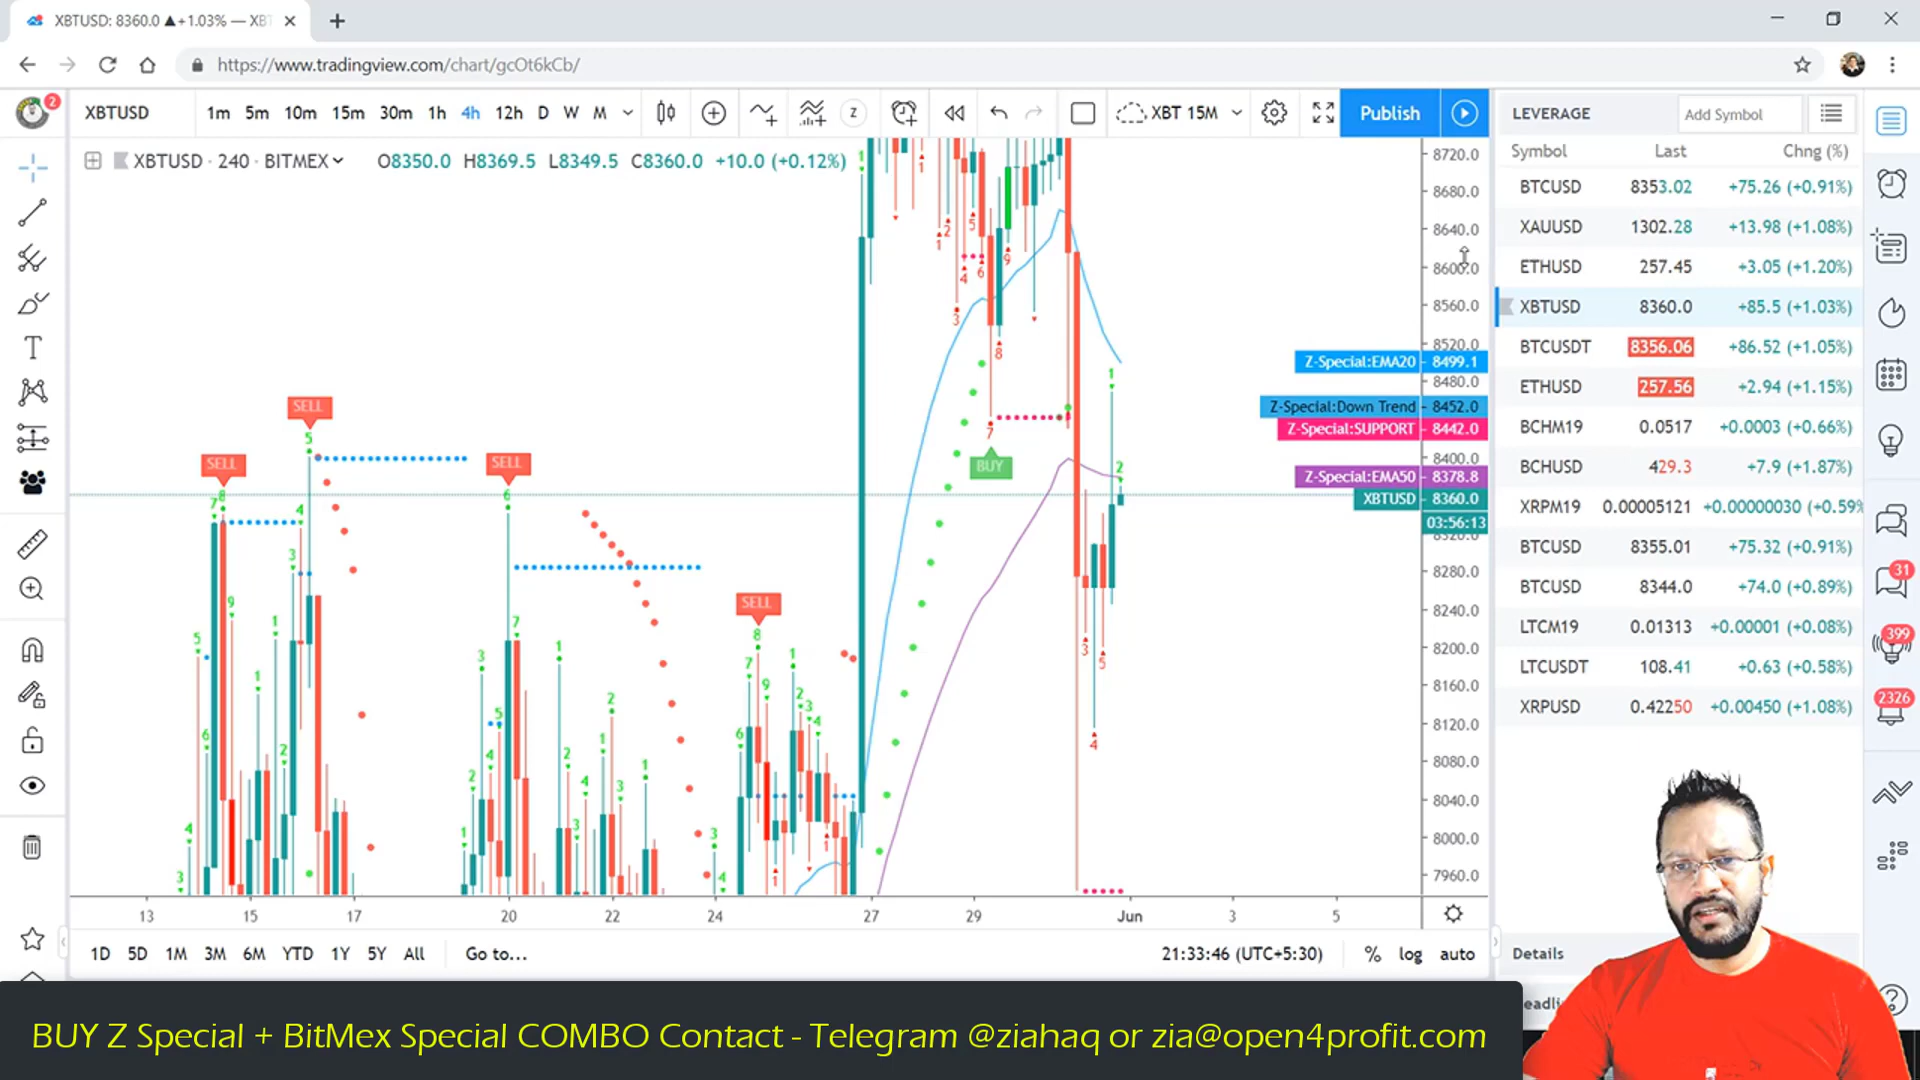 XBTUSD: 8360.0 ▲+1.03% — XBT
https://www.tradingview.com/chart/gcOt6kCb/
2
XBTUSD 1m 5m 10m 15m 30m 1h 4h 12h D W M Z XBT 15M Publish
XBTUSD · 240 · BITMEX O8350.0 H8369.5 L8349.5 C8360.0 +10.0 (+0.12%)
LEVERAGE Add Symbol
Symbol Last Chng (%)
BTCUSD 8353.02 +75.26 (+0.91%)
XAUUSD 1302.28 +13.98 (+1.08%)
ETHUSD 257.45 +3.05 (+1.20%)
XBTUSD 8360.0 +85.5 (+1.03%)
BTCUSDT 8356.06 +86.52 (+1.05%)
ETHUSD 257.56 +2.94 (+1.15%)
BCHM19 0.0517 +0.0003 (+0.66%)
BCHUSD 429.3 +7.9 (+1.87%)
XRPM19 0.00005121 +0.00000030 (+0.59%
BTCUSD 8355.01 +75.32 (+0.91%)
BTCUSD 8344.0 +74.0 (+0.89%)
LTCM19 0.01313 +0.00001 (+0.08%)
LTCUSDT 108.41 +0.63 (+0.58%)
XRPUSD 0.42250 +0.00450 (+1.08%)
31
399
2326
8720.0
8680.0
8640.0
8600.0
8560.0
8520.0
Z-Special:EMA20 8499.1
8480.0
Z-Special:Down Trend 8452.0
Z-Special:SUPPORT 8442.0
8400.0
Z-Special:EMA50 8378.8
XBTUSD 8360.0
03:56:13
8320.0
8280.0
8240.0
8200.0
8160.0
8120.0
8080.0
8040.0
8000.0
7960.0
SELL
SELL
SELL
SELL
BUY
13 15 17 20 22 24 27 29 Jun 3 5
1D 5D 1M 3M 6M YTD 1Y 5Y All Go to... 21:33:46 (UTC+5:30) % log auto
Details
BUY Z Special + BitMex Special COMBO Contact - Telegram @ziahaq or zia@open4profit.com